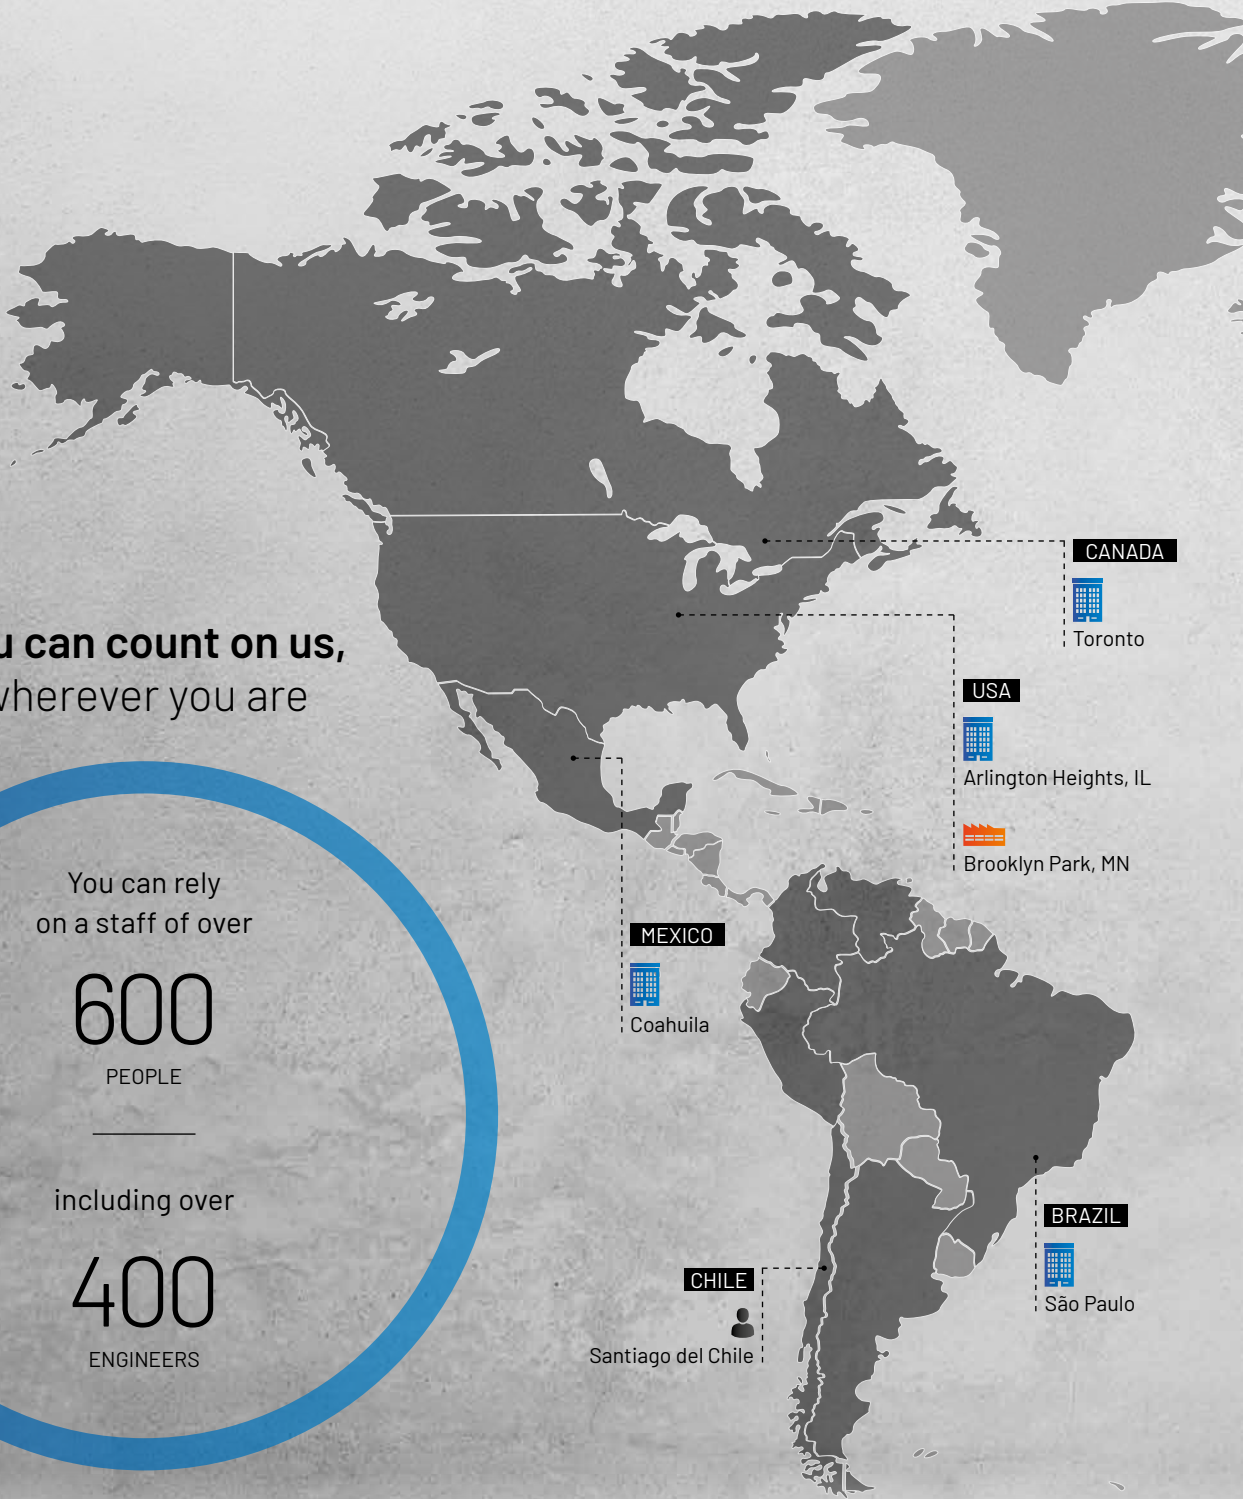 can count on us,
wherever you are
You can rely
on a staff of over
600
PEOPLE
including over
400
ENGINEERS
CANADA
Toronto
USA
Arlington Heights, IL
Brooklyn Park, MN
MEXICO
Coahuila
BRAZIL
São Paulo
CHILE
Santiago del Chile